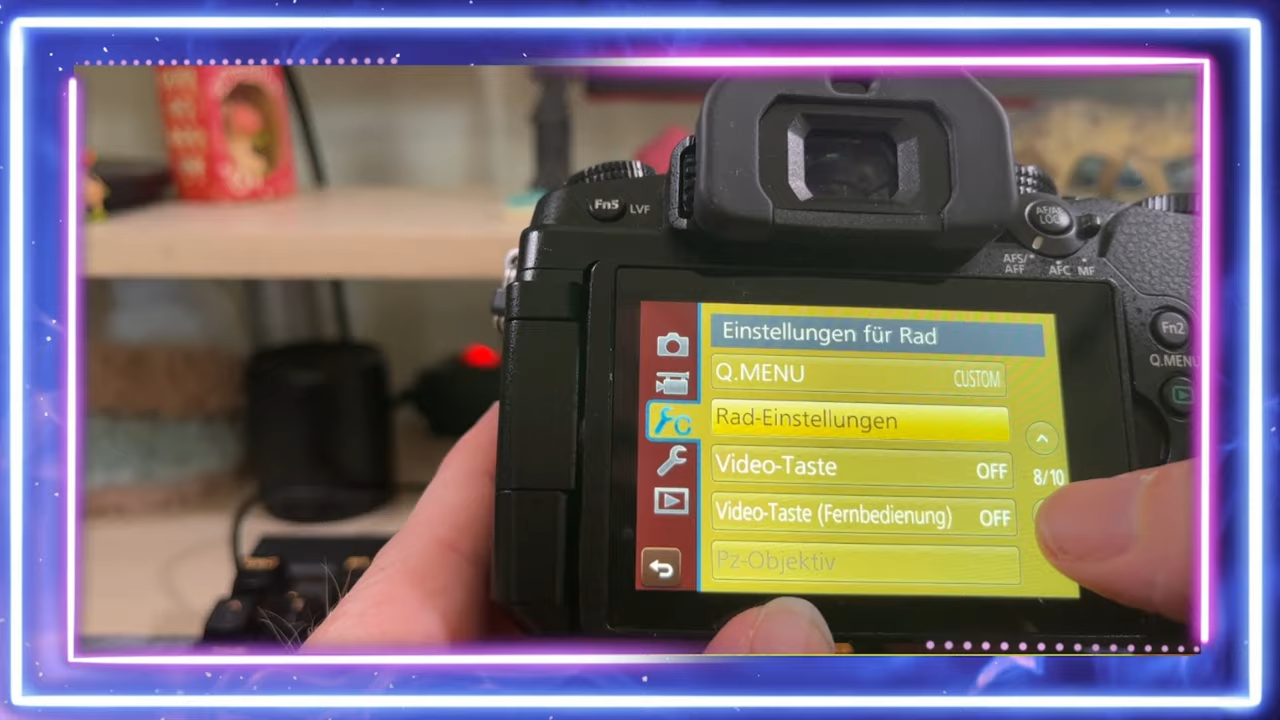 Fn5 LVF
AF/AE
LOCK
AFS/
AFF AFC MF
Fn2
Q.MENU
Einstellungen für Rad
Q.MENU CUSTOM
Rad-Einstellungen
Video-Taste OFF
8/10
Video-Taste (Fernbedienung) OFF
Pz-Objektiv